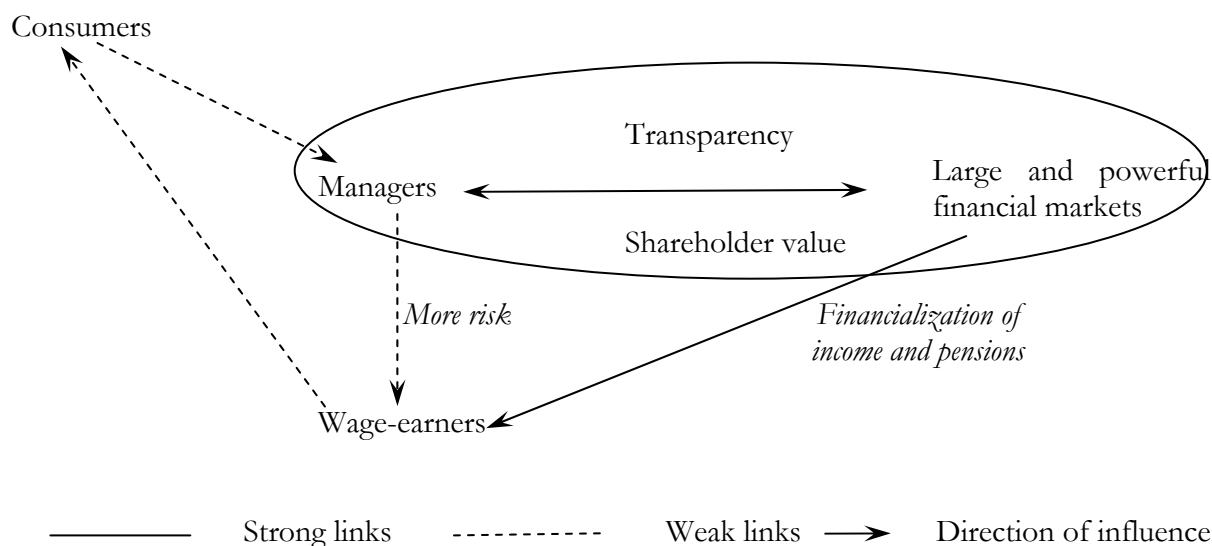 Consumers
Transparency
Managers
Large and powerful
financial markets
Shareholder value
More risk
Financialization of
income and pensions
Wage-earners
Strong links
Weak links
Direction of influence